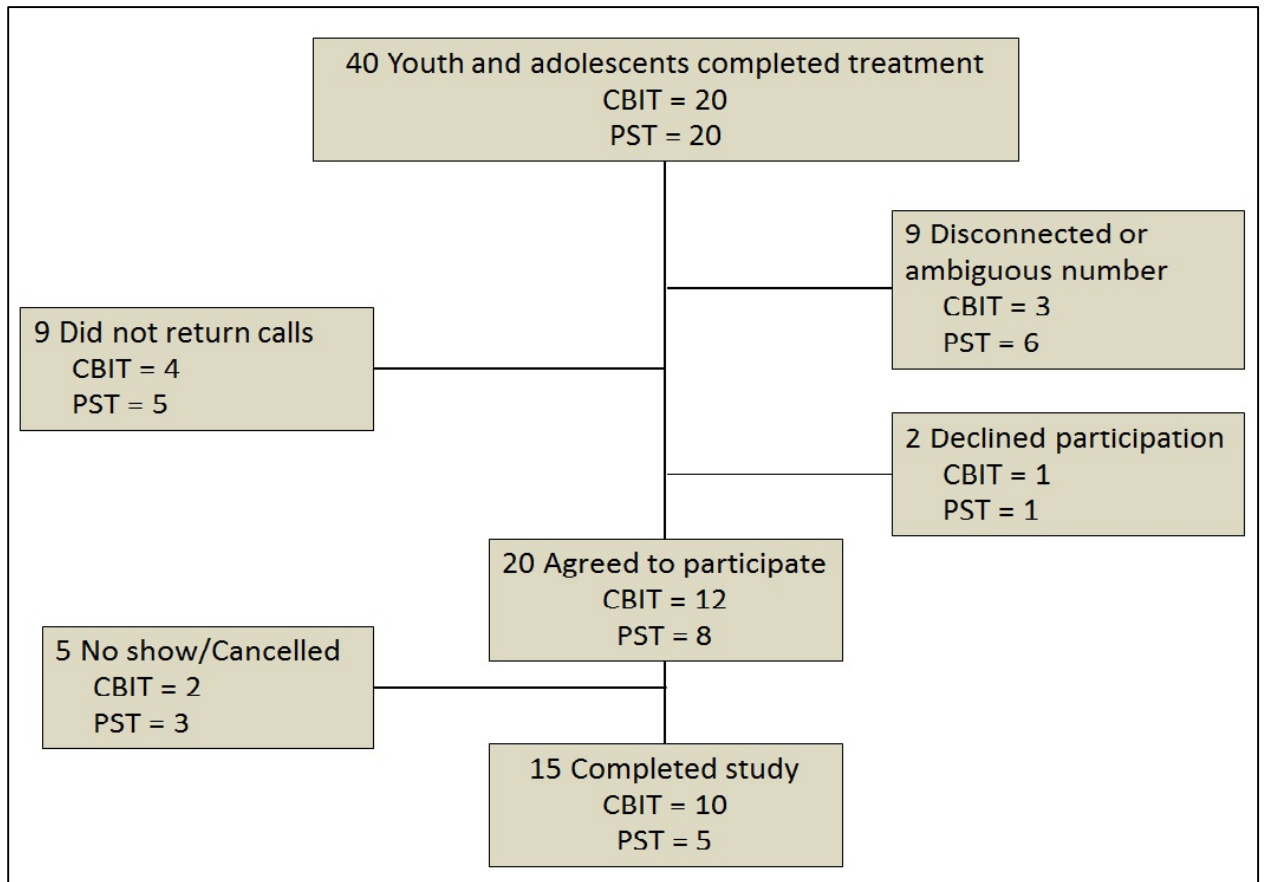 40 Youth and adolescents completed treatment
CBIT = 20
PST = 20
9 Disconnected or
ambiguous number
CBIT = 3
PST = 6
9 Did not return calls
CBIT = 4
PST = 5
2 Declined participation
CBIT = 1
PST = 1
20 Agreed to participate
CBIT = 12
PST = 8
5 No show/Cancelled
CBIT = 2
PST = 3
15 Completed study
CBIT = 10
PST = 5